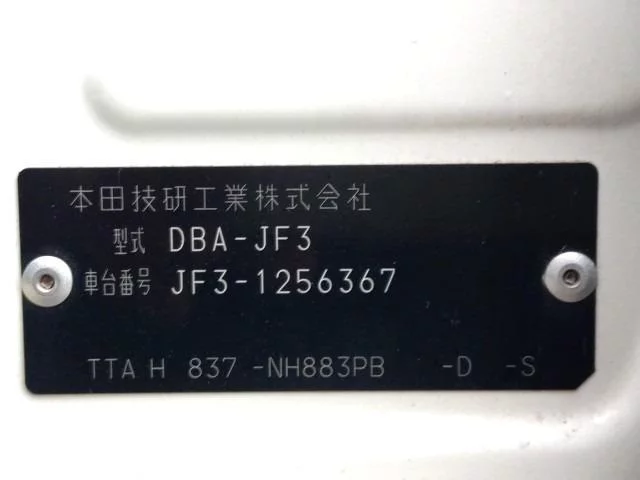 本田技研工業株式会社
型式 DBA-JF3
車台番号 JF3-1256367
TTA H 837 -NH883PB -D -S